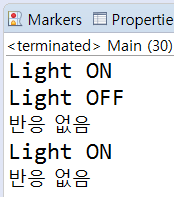 Markers Propertie
<terminated> Main (30)
Light ON
Light OFF
반응 없음
Light ON
반응 없음